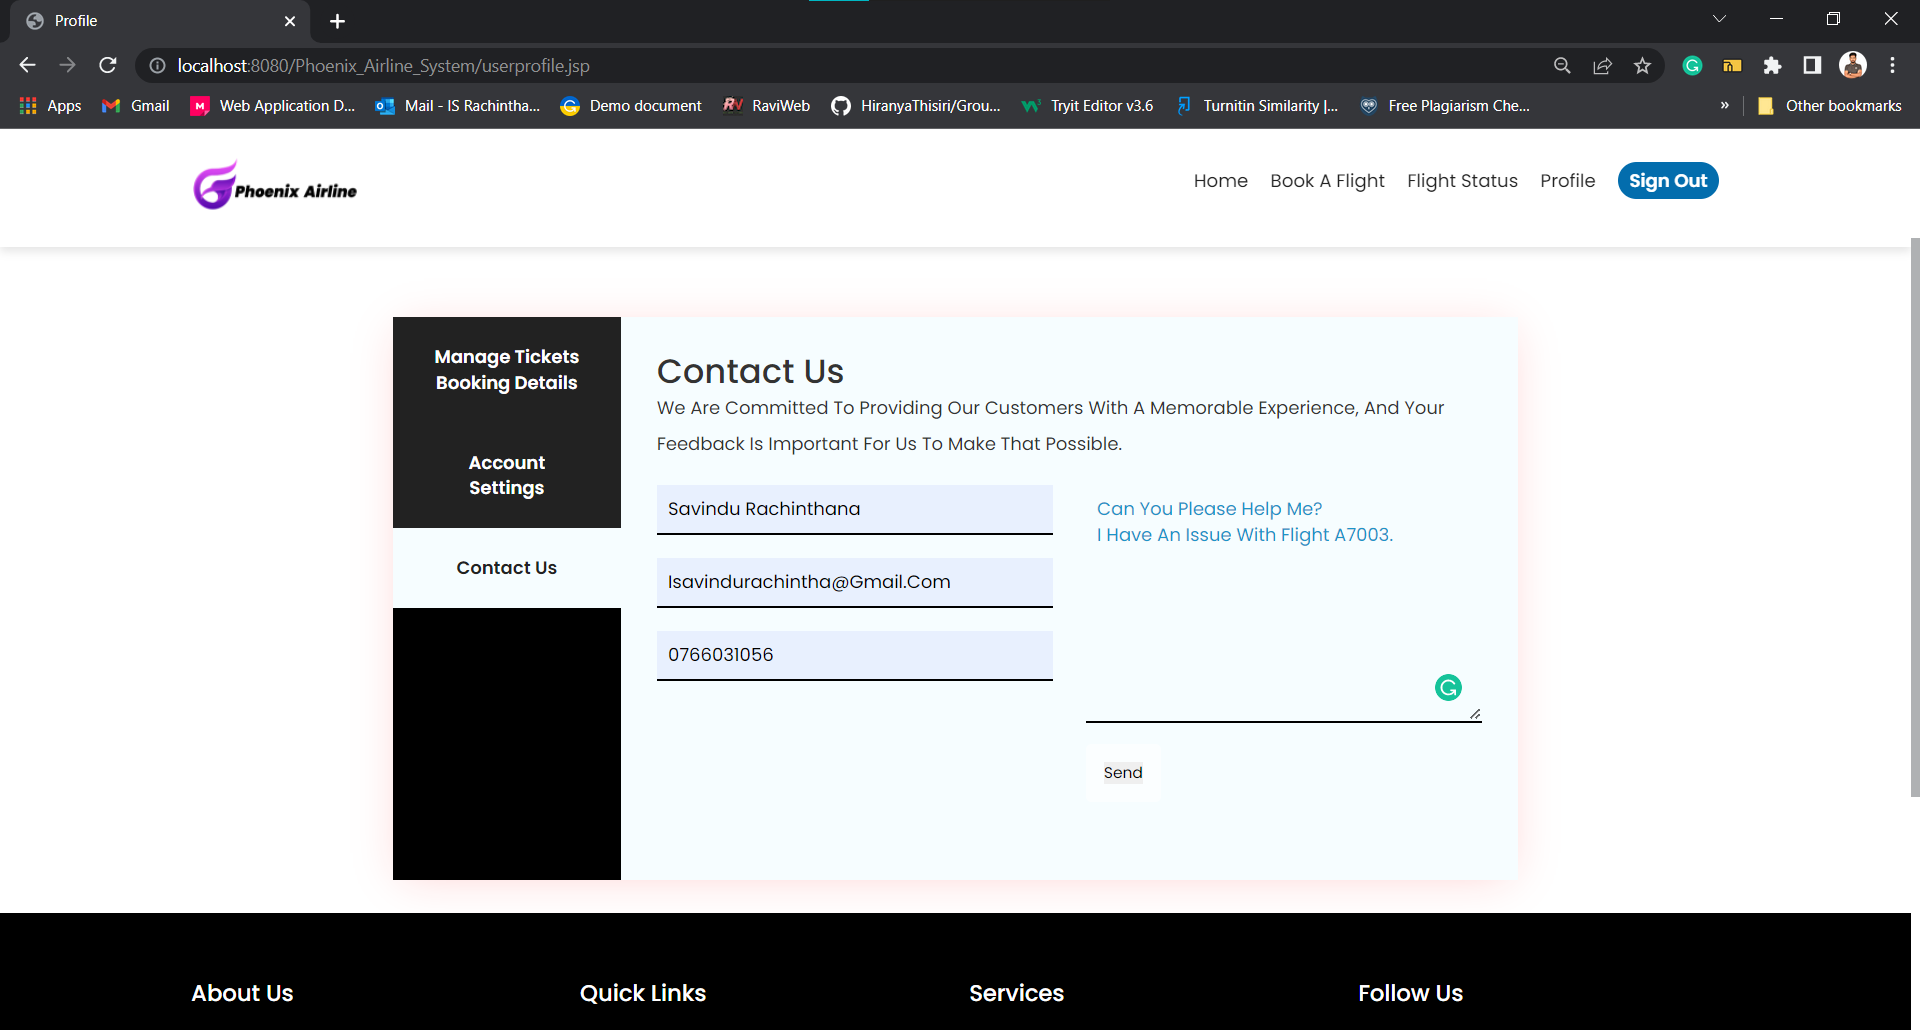 Profile
localhost:8080/Phoenix_Airline_System/userprofile.jsp
Apps
Gmail
Web Application D...
Mail - IS Rachintha...
Demo document
RaviWeb
HiranyaThisiri/Grou...
Tryit Editor v3.6
Turnitin Similarity |...
Free Plagiarism Che...
»
Other bookmarks
Phoenix Airline
Home
Book A Flight
Flight Status
Profile
Sign Out
Manage Tickets
Booking Details
Account
Settings
Contact Us
Contact Us
We Are Committed To Providing Our Customers With A Memorable Experience, And Your
Feedback Is Important For Us To Make That Possible.
Savindu Rachinthana
Isavindurachintha@Gmail.Com
0766031056
Can You Please Help Me?
I Have An Issue With Flight A7003.
Send
About Us
Quick Links
Services
Follow Us